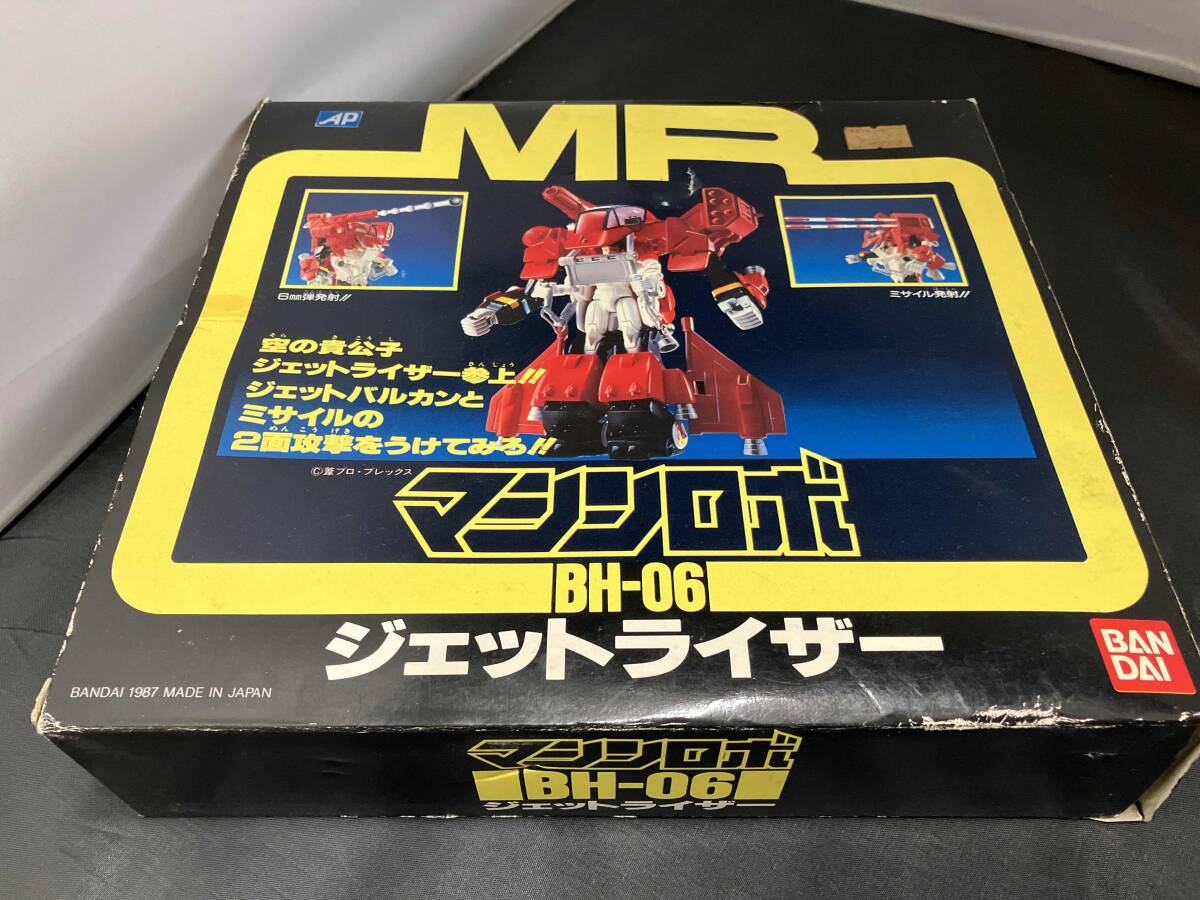 AP
MR
6mm弾発射!!
ミサイル発射!!
空の貴公子
ジェットライザー参上!!
ジェットバルカンと
ミサイルの
2面攻撃をうけてみろ!!
©葦プロ・プレックス
マシンロボ
BH-06
ジェットライザー
BANDAI 1987 MADE IN JAPAN
BAN
DAI
マシンロボ
BH-06
ジェットライザー